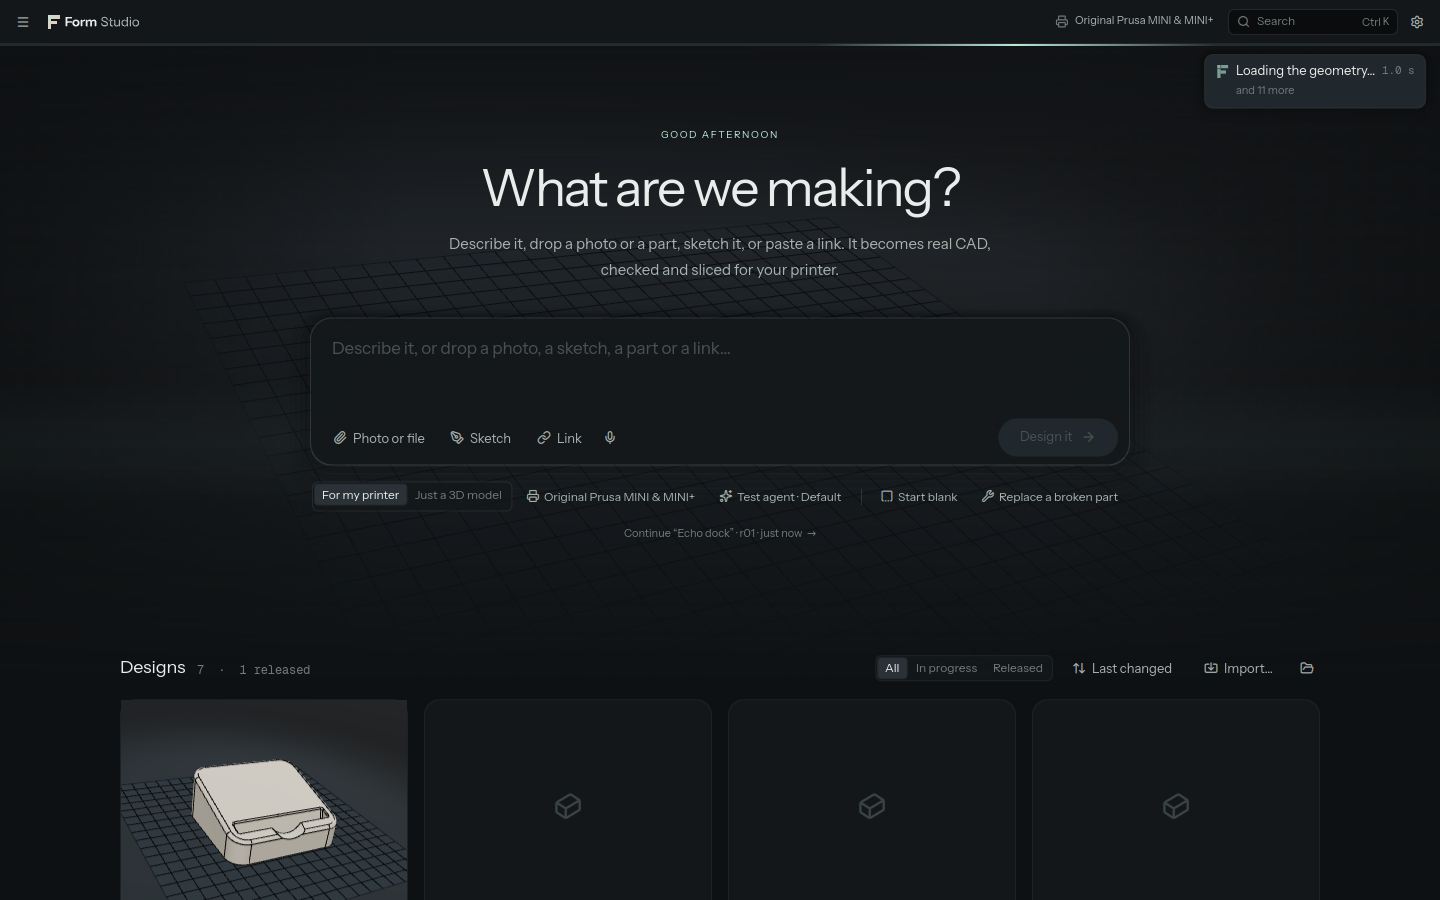 Form Studio
Original Prusa MINI & MINI+
Search
Ctrl K
Loading the geometry... 1.0 s
and 11 more
GOOD AFTERNOON
What are we making?
Describe it, drop a photo or a part, sketch it, or paste a link. It becomes real CAD,
checked and sliced for your printer.
Describe it, or drop a photo, a sketch, a part or a link...
Photo or file
Sketch
Link
Design it
For my printer
Just a 3D model
Original Prusa MINI & MINI+
Test agent · Default
Start blank
Replace a broken part
Continue “Echo dock” · r01 · just now →
Designs 7 · 1 released
All
In progress
Released
Last changed
Import...